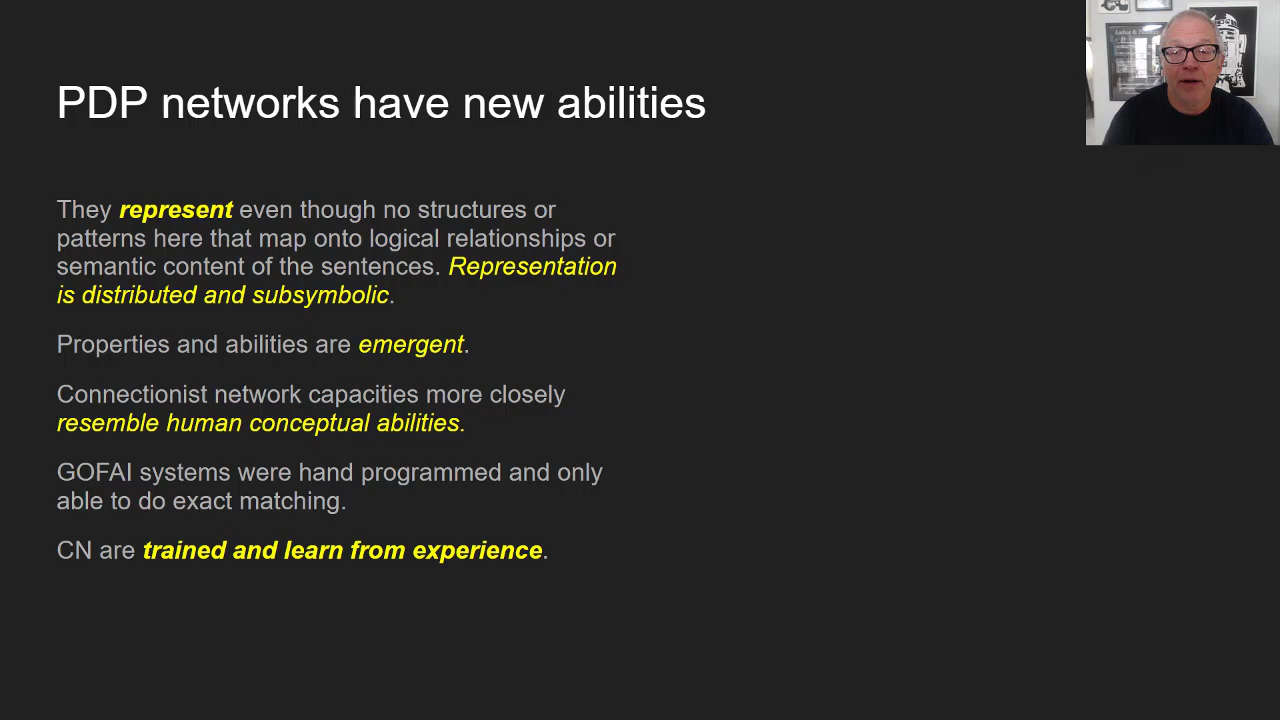 PDP networks have new abilities
They represent even though no structures or
patterns here that map onto logical relationships or
semantic content of the sentences. Representation
is distributed and subsymbolic.
Properties and abilities are emergent.
Connectionist network capacities more closely
resemble human conceptual abilities.
GOFAI systems were hand programmed and only
able to do exact matching.
CN are trained and learn from experience.